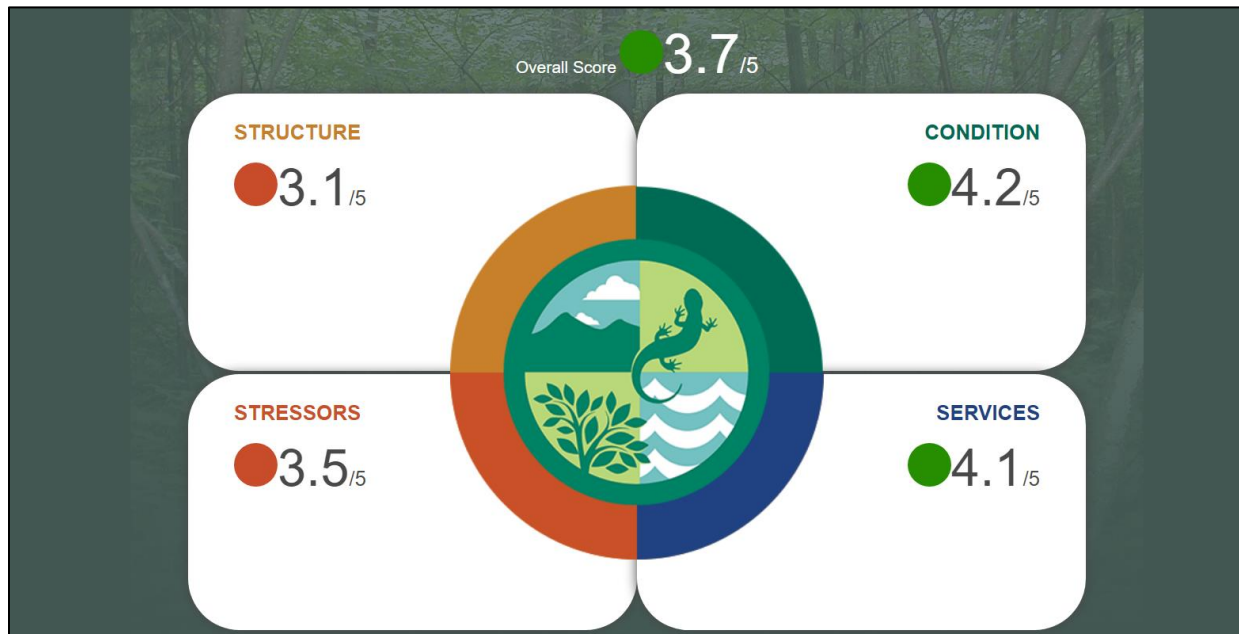 Overall Score 3.7/5
STRUCTURE
3.1/5
CONDITION
4.2/5
STRESSORS
3.5/5
SERVICES
4.1/5